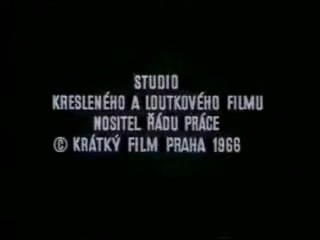 STUDIO
KRESLENÉHO A LOUTKOVÉHO FILMU
NOSITEL ŘÁDU PRÁCE
© KRÁTKÝ FILM PRAHA 1966